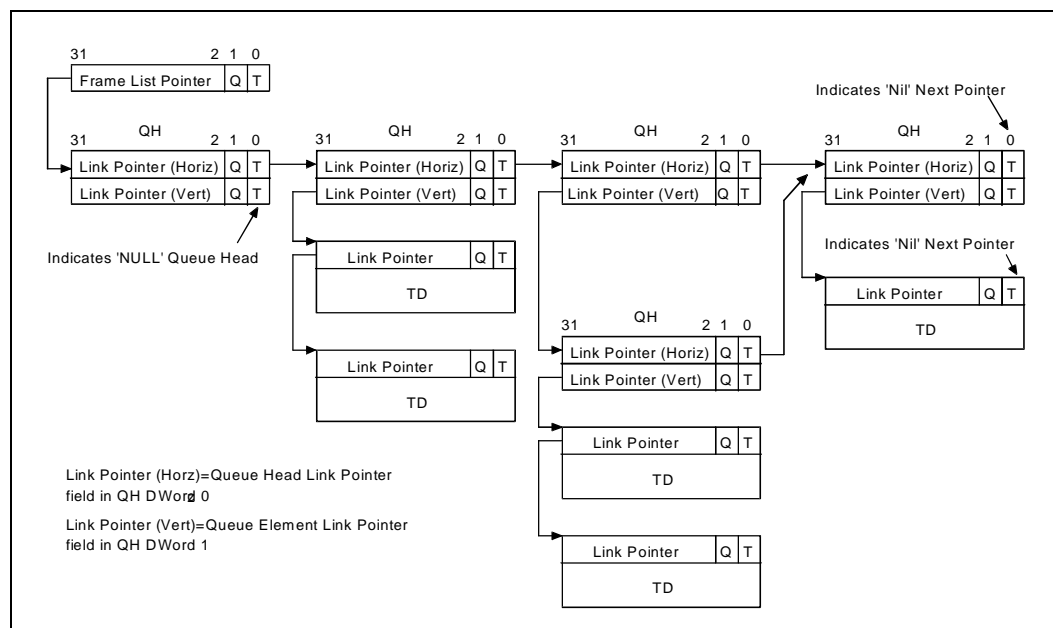 31 2 1 0
Frame List Pointer Q T
Indicates 'Nil' Next Pointer
QH
31 2 1 0
Link Pointer (Horiz) Q T
Link Pointer (Vert) Q T
Indicates 'NULL' Queue Head
QH
31 2 1 0
Link Pointer (Horiz) Q T
Link Pointer (Vert) Q T
Link Pointer Q T
TD
Link Pointer Q T
TD
QH
31 2 1 0
Link Pointer (Horiz) Q T
Link Pointer (Vert) Q T
QH
31 2 1 0
Link Pointer (Horiz) Q T
Link Pointer (Vert) Q T
Link Pointer Q T
TD
Link Pointer Q T
TD
QH
31 2 1 0
Link Pointer (Horiz) Q T
Link Pointer (Vert) Q T
Indicates 'Nil' Next Pointer
Link Pointer Q T
TD
Link Pointer (Horz)=Queue Head Link Pointer
field in QH DWord 0
Link Pointer (Vert)=Queue Element Link Pointer
field in QH DWord 1